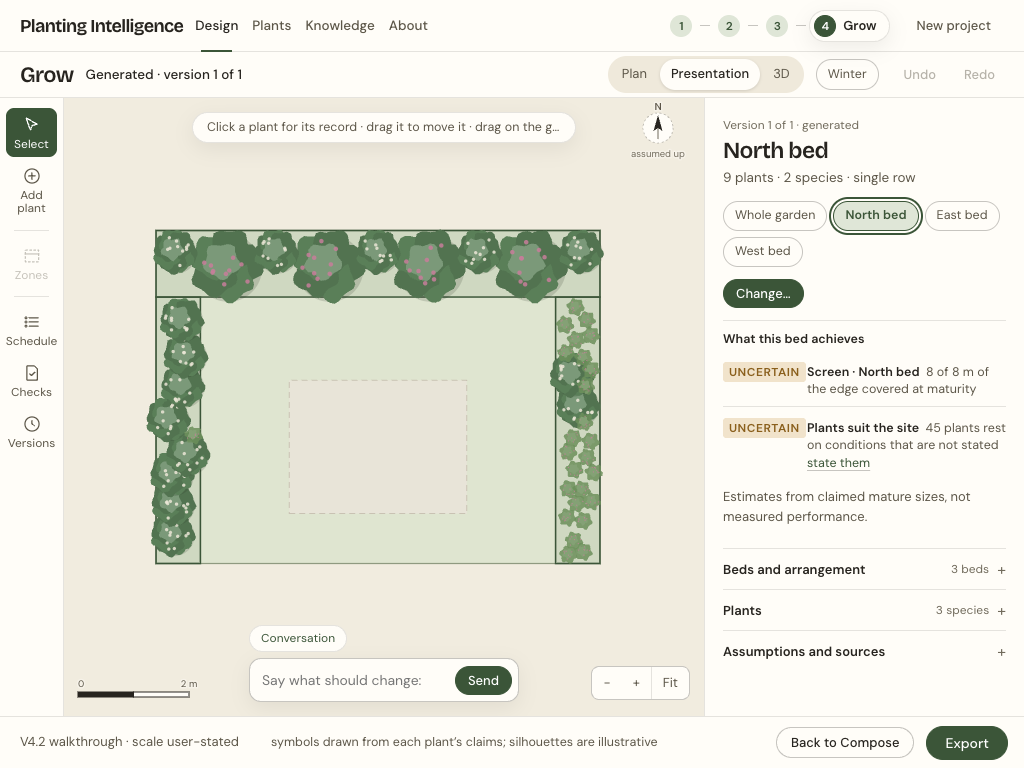 Planting Intelligence Design Plants Knowledge About 1 2 3 4 Grow New project
Grow Generated · version 1 of 1 Plan Presentation 3D Winter Undo Redo
Select
Add
plant
Zones
Schedule
Checks
Versions
Click a plant for its record · drag it to move it · drag on the g…
N
assumed up
0 2 m
Conversation
Say what should change: Send
− + Fit
Version 1 of 1 · generated
North bed
9 plants · 2 species · single row
Whole garden North bed East bed
West bed
Change…
What this bed achieves
UNCERTAIN Screen · North bed 8 of 8 m of
the edge covered at maturity
UNCERTAIN Plants suit the site 45 plants rest
on conditions that are not stated
state them
Estimates from claimed mature sizes, not
measured performance.
Beds and arrangement 3 beds +
Plants 3 species +
Assumptions and sources +
V4.2 walkthrough · scale user-stated symbols drawn from each plant’s claims; silhouettes are illustrative Back to Compose Export